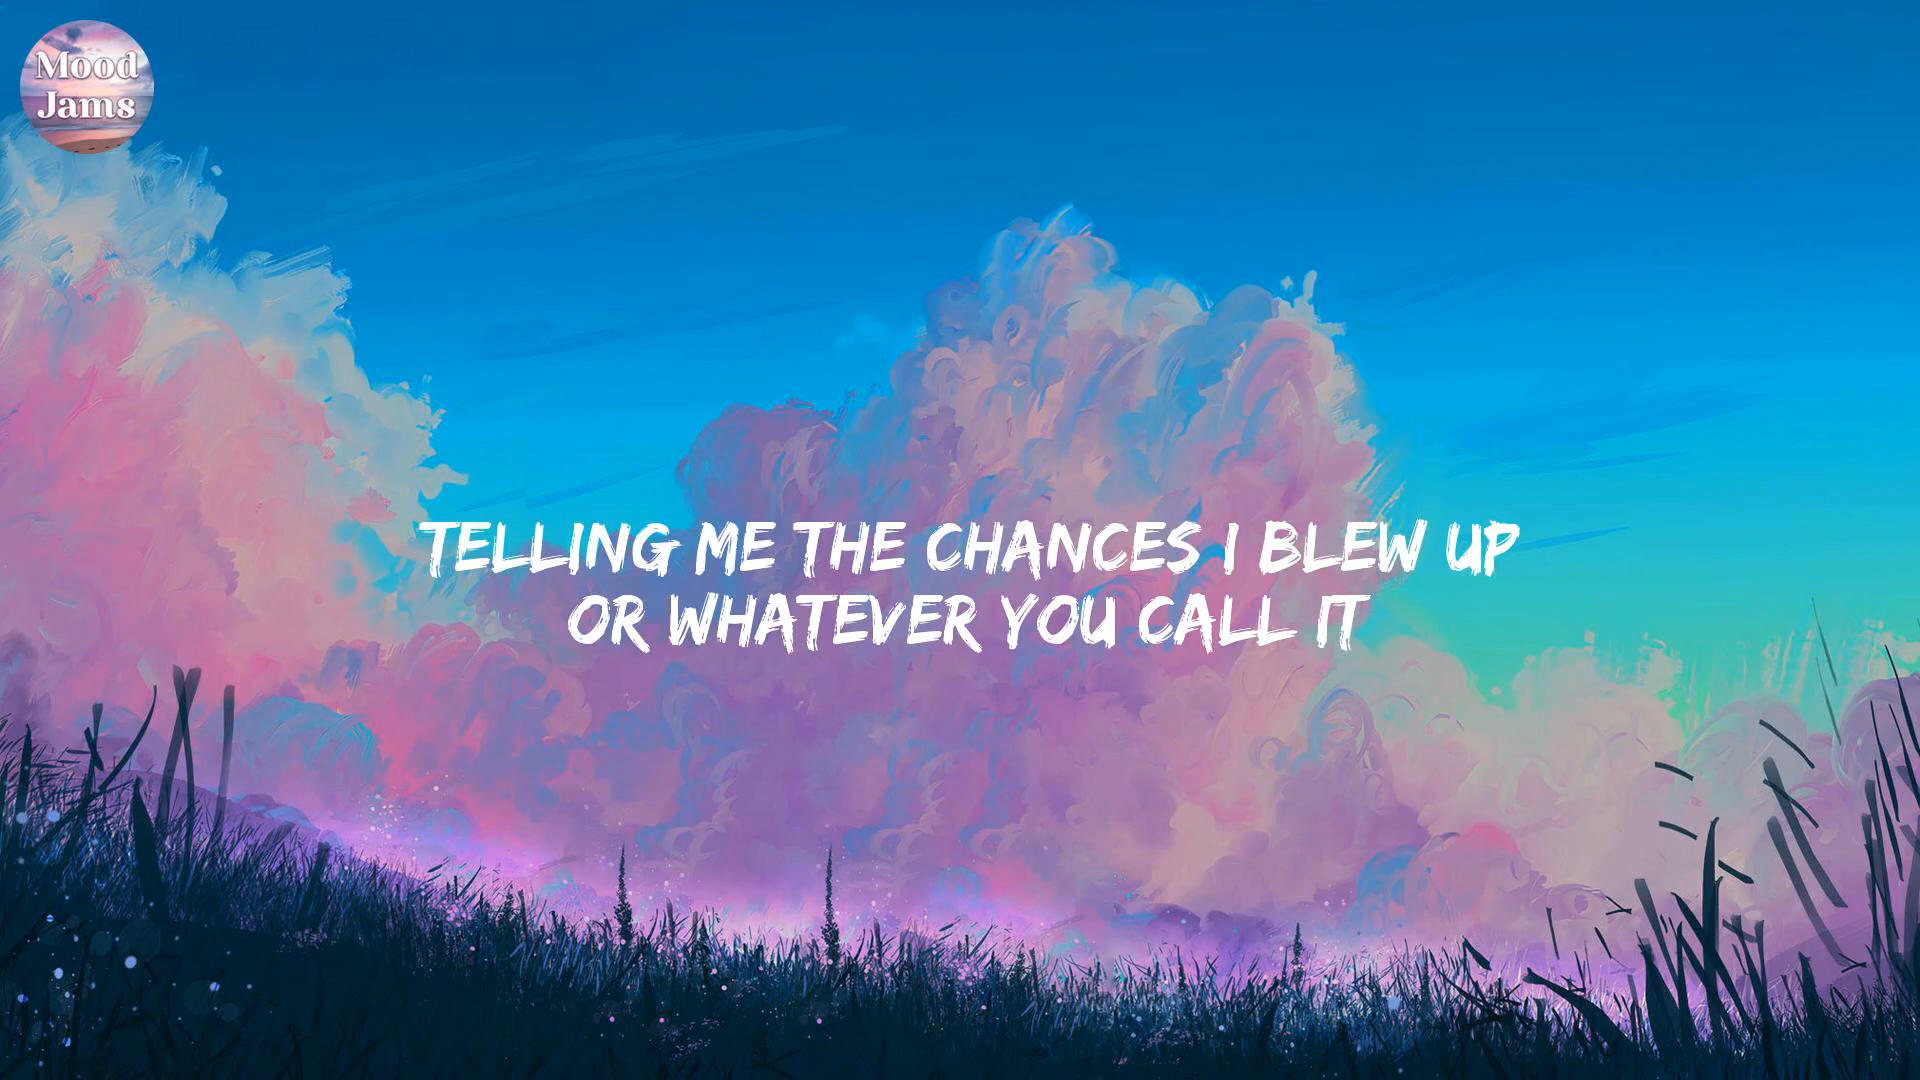 Mood
Jams
TELLING ME THE CHANCES I BLEW UP
OR WHATEVER YOU CALL IT